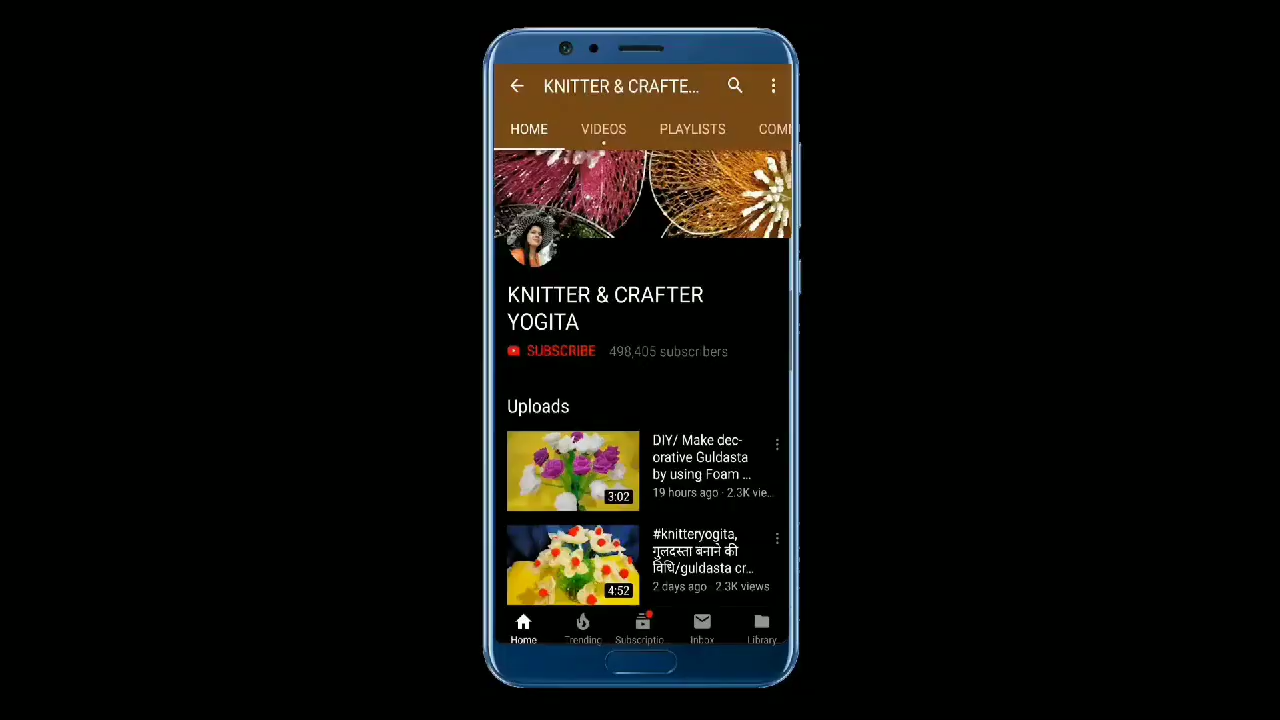 KNITTER & CRAFTE...
HOME VIDEOS PLAYLISTS COMM
KNITTER & CRAFTER
YOGITA
SUBSCRIBE 498,405 subscribers
Uploads
DIY/ Make dec-
orative Guldasta
by using Foam ...
19 hours ago · 2.3K vie...
3:02
#knitteryogita,
गुलदस्ता बनाने की
विधि/guldasta cr...
2 days ago · 2.3K views
4:52
Home Trending Subscriptio Inbox Library